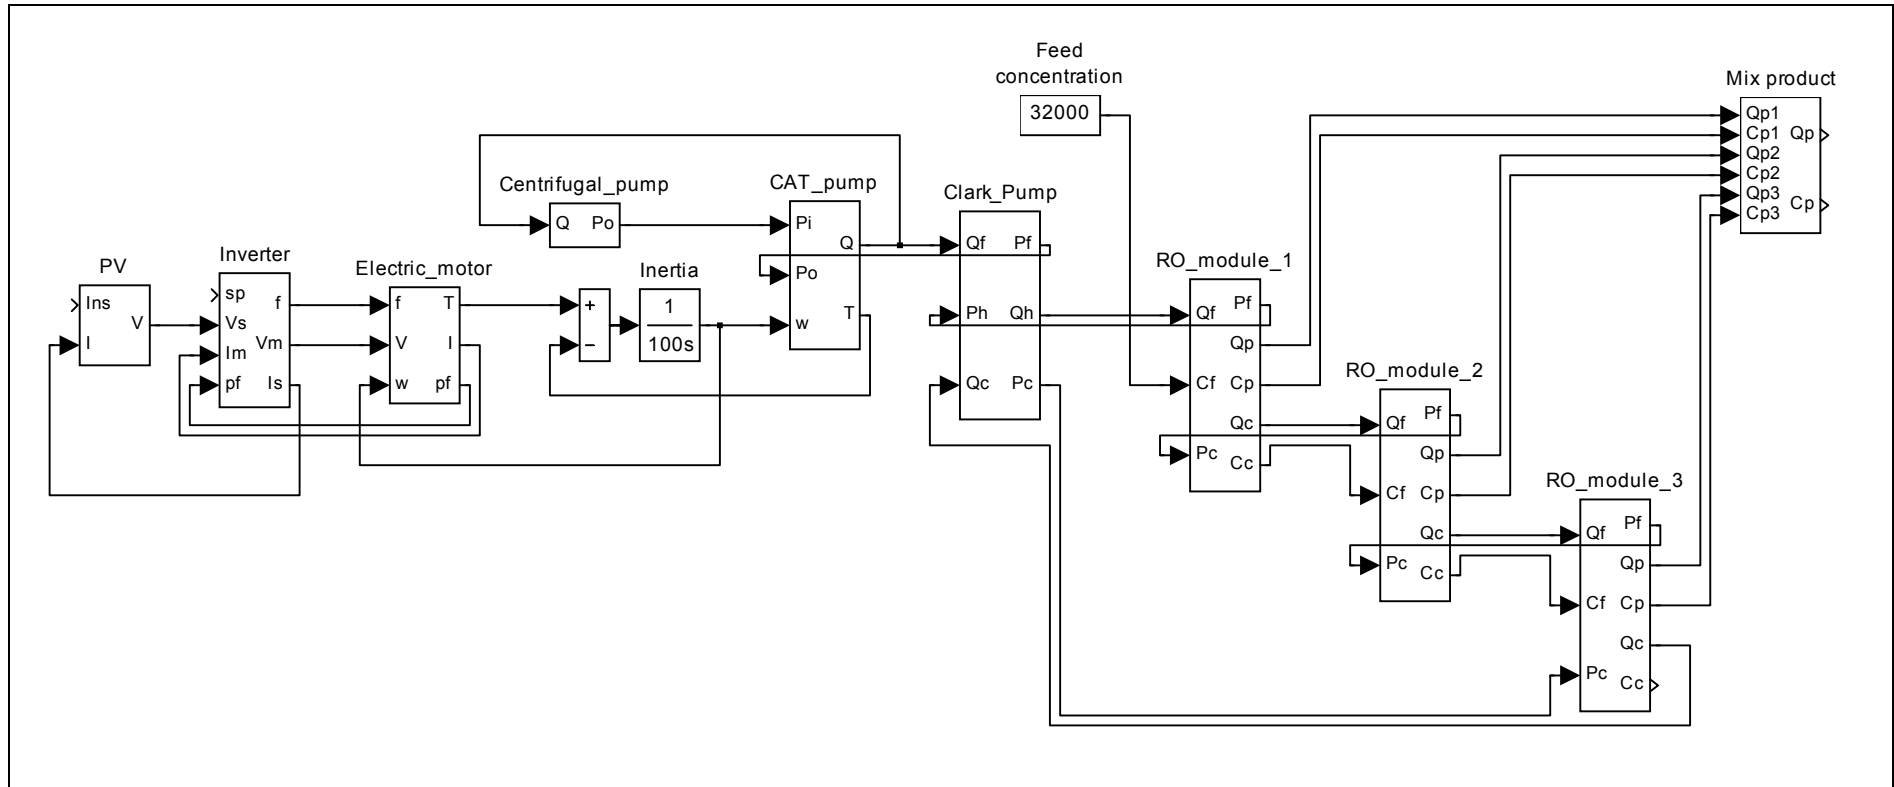 Feed
concentration
32000
Mix product
Qp1
Cp1
Qp2
Cp2
Qp3
Cp3
Qp
Cp
Centrifugal_pump
Q Po
CAT_pump
Pi
Q
Po
w
T
Clark_Pump
Qf Pf
Ph Qh
Qc Pc
PV
Ins
V
I
Inverter
sp
f
Vs
Vm
Im
pf
Is
Electric_motor
f T
V I
w pf
+
−
Inertia
1
100s
RO_module_1
Pf
Qf
Qp
Cf Cp
Qc
Pc
Cc
RO_module_2
Pf
Qf
Qp
Cf Cp
Qc
Pc
Cc
RO_module_3
Pf
Qf
Qp
Cf Cp
Qc
Pc
Cc